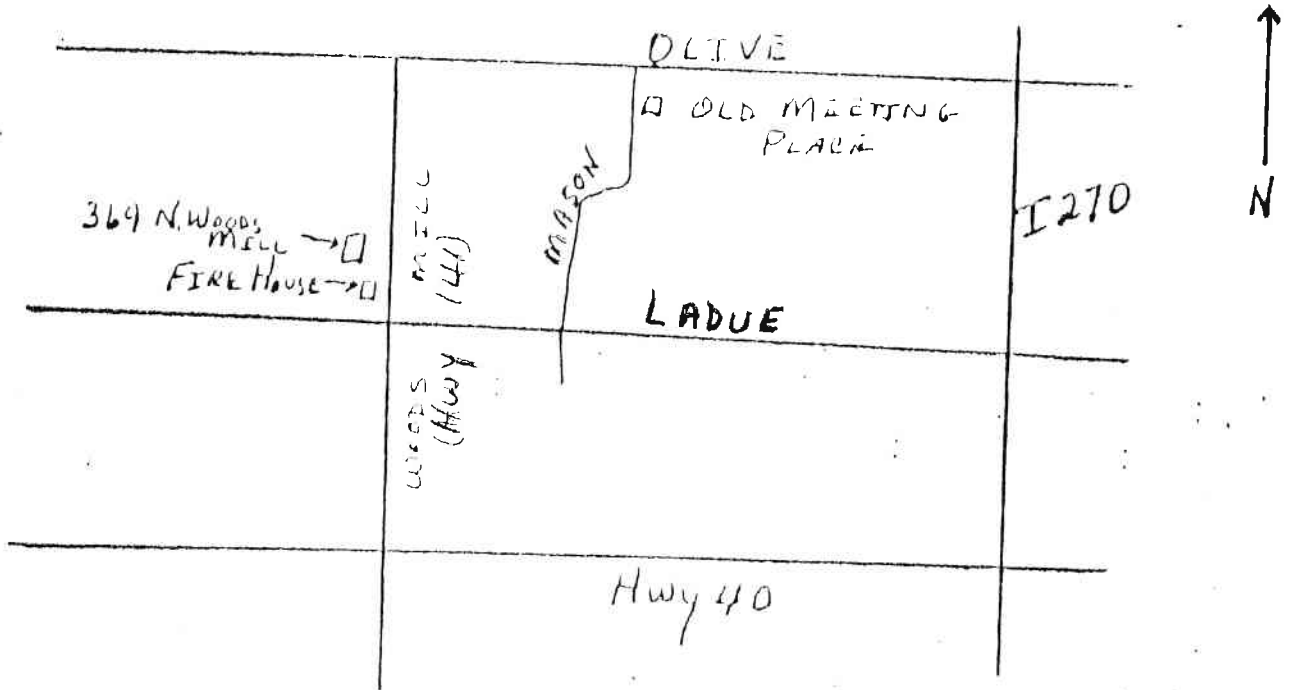 OLIVE
OLD MEETING
PLACE
N
I270
MASON
369 N. WOODS
MILL
FIRE HOUSE
WOODS MILL
(HWY 141)
LADUE
Hwy 40